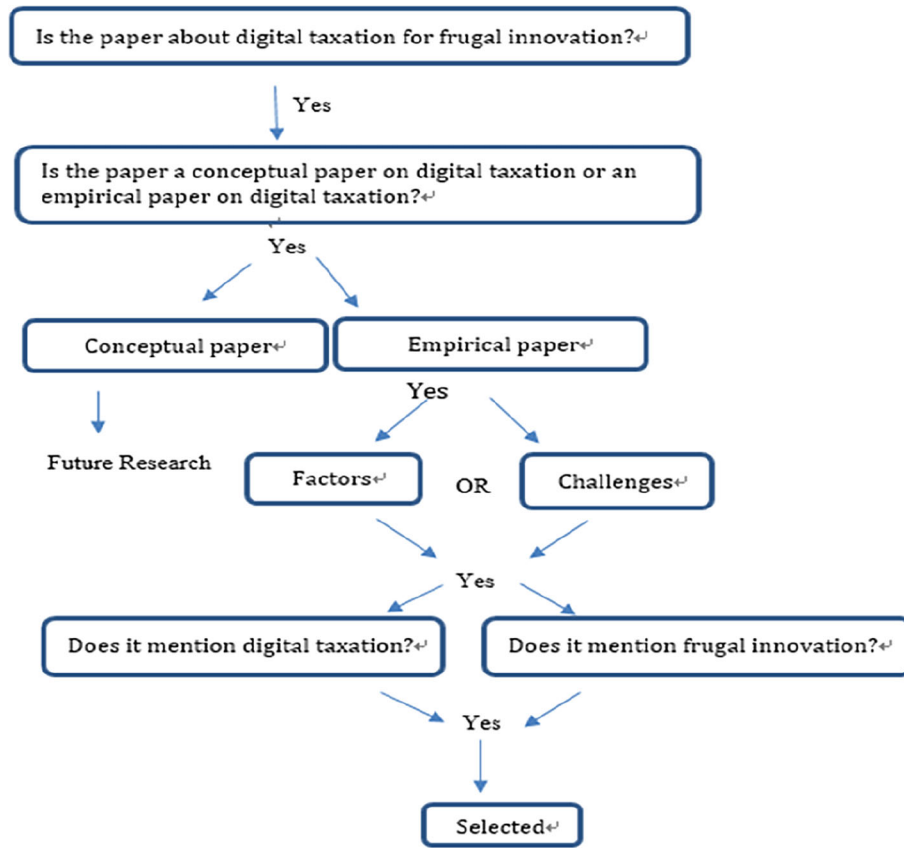 Is the paper about digital taxation for frugal innovation?↵
Yes
Is the paper a conceptual paper on digital taxation or an
empirical paper on digital taxation?↵
↵
Yes
Conceptual paper↵
Empirical paper↵
Yes
Future Research
Factors↵
OR
Challenges↵
Yes
Does it mention digital taxation?↵
Does it mention frugal innovation?↵
Yes
Selected↵